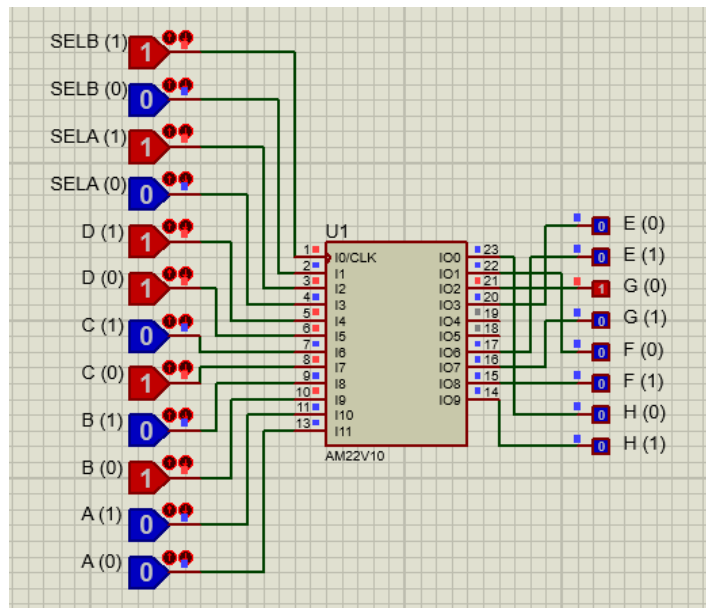 SELB (1) 1
SELB (0) 0
SELA (1) 1
SELA (0) 0
D (1) 1
D (0) 1
C (1) 0
C (0) 1
B (1) 0
B (0) 1
A (1) 0
A (0) 0
U1
1 I0/CLK
2 I1
3 I2
4 I3
5 I4
6 I5
7 I6
8 I7
9 I8
10 I9
11 I10
13 I11
IO0 23
IO1 22
IO2 21
IO3 20
IO4 19
IO5 18
IO6 17
IO7 16
IO8 15
IO9 14
AM22V10
0 E (0)
0 E (1)
1 G (0)
0 G (1)
0 F (0)
0 F (1)
0 H (0)
0 H (1)